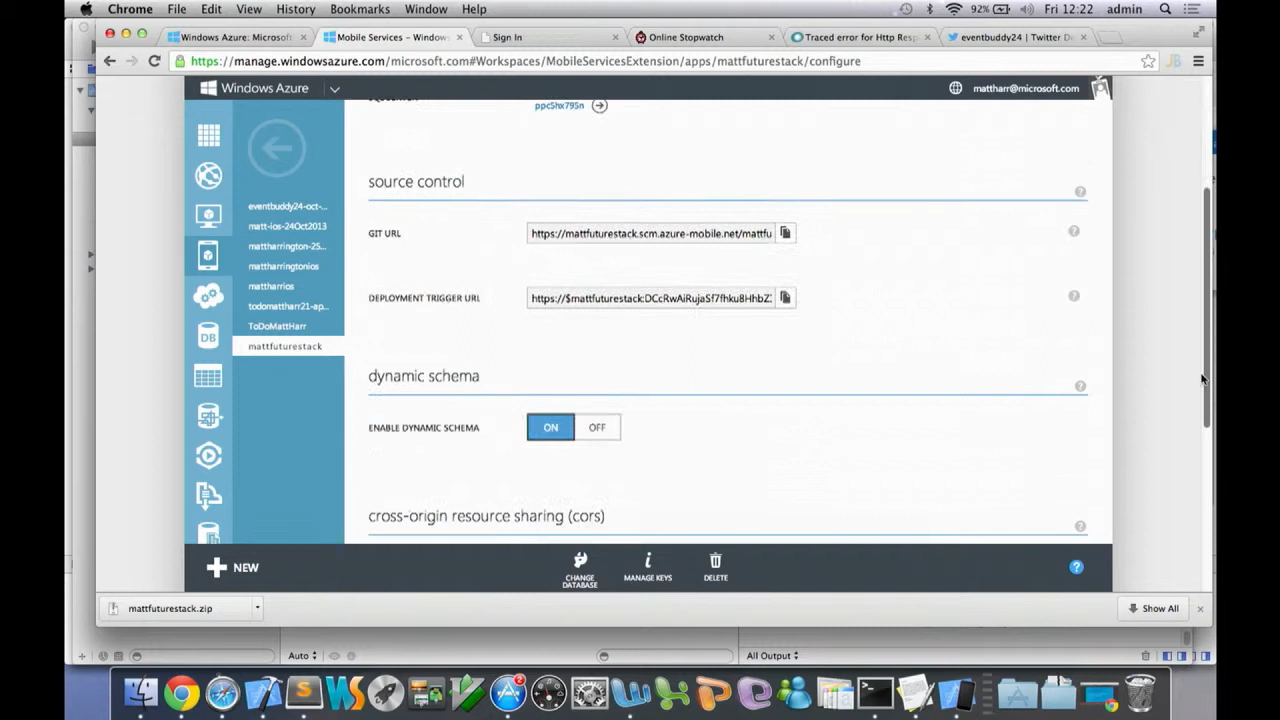 Chrome File Edit View History Bookmarks Window Help 92% Fri 12:22 admin
Windows Azure: Microsoft Mobile Services – Windows Sign In Online Stopwatch Traced error for Http Resp eventbuddy24 | Twitter De
https://manage.windowsazure.com/microsoft.com#Workspaces/MobileServicesExtension/apps/mattfuturestack/configure
Windows Azure mattharr@microsoft.com
ppc5hx795n
source control
GIT URL https://mattfuturestack.scm.azure-mobile.net/mattfu
DEPLOYMENT TRIGGER URL
dynamic schema
ENABLE DYNAMIC SCHEMA ON OFF
cross-origin resource sharing (cors)
eventbuddy24-oct-...
matt-ios-24Oct2013
mattharrington-25...
mattharringtonios
mattharrios
todomattharr21-ap...
ToDoMattHarr
mattfuturestack
DB
NEW CHANGE DATABASE MANAGE KEYS DELETE
mattfuturestack.zip Show All
Auto All Output